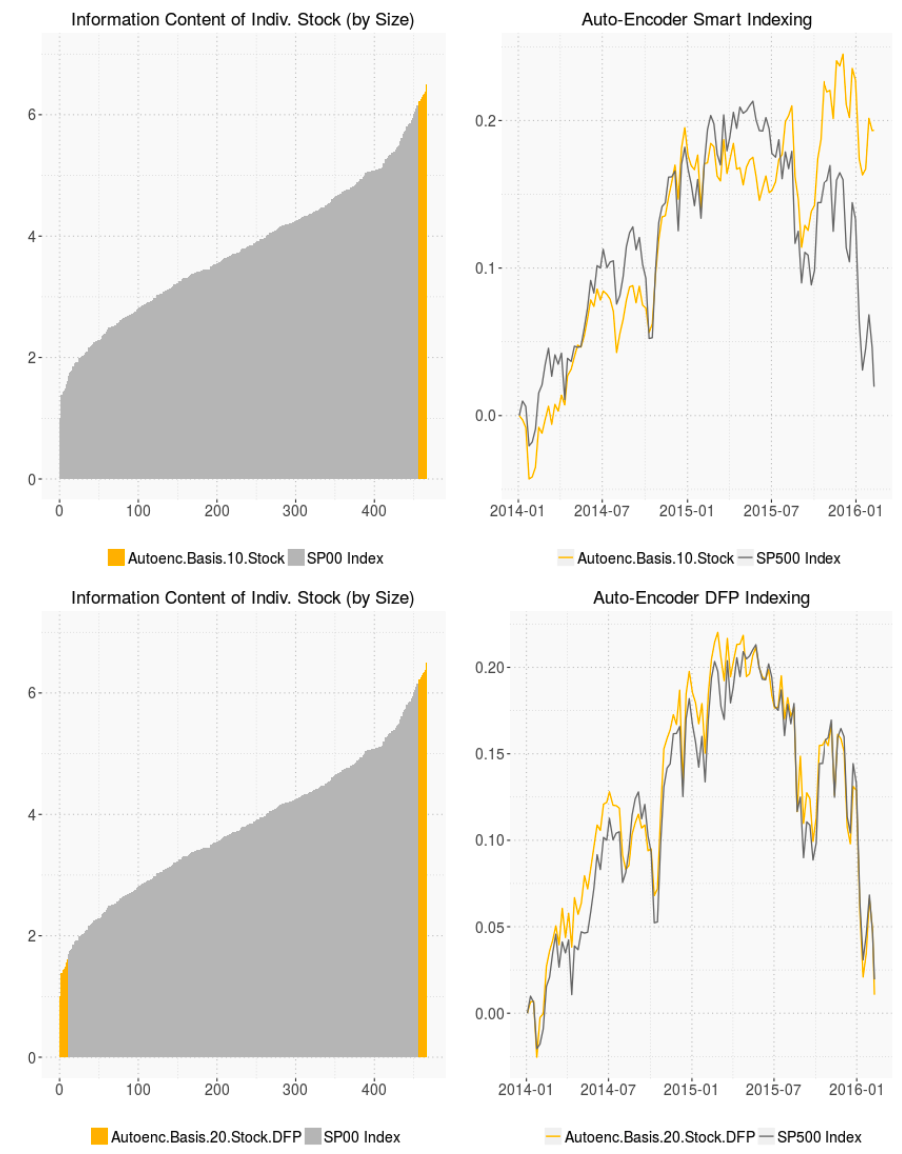 Information Content of Indiv. Stock (by Size)
6
4
2
0
0 100 200 300 400
Autoenc.Basis.10.Stock SP00 Index
Auto-Encoder Smart Indexing
0.2
0.1
0.0
2014-01 2014-07 2015-01 2015-07 2016-01
Autoenc.Basis.10.Stock SP500 Index
Information Content of Indiv. Stock (by Size)
6
4
2
0
0 100 200 300 400
Autoenc.Basis.20.Stock.DFP SP00 Index
Auto-Encoder DFP Indexing
0.20
0.15
0.10
0.05
0.00
2014-01 2014-07 2015-01 2015-07 2016-01
Autoenc.Basis.20.Stock.DFP SP500 Index